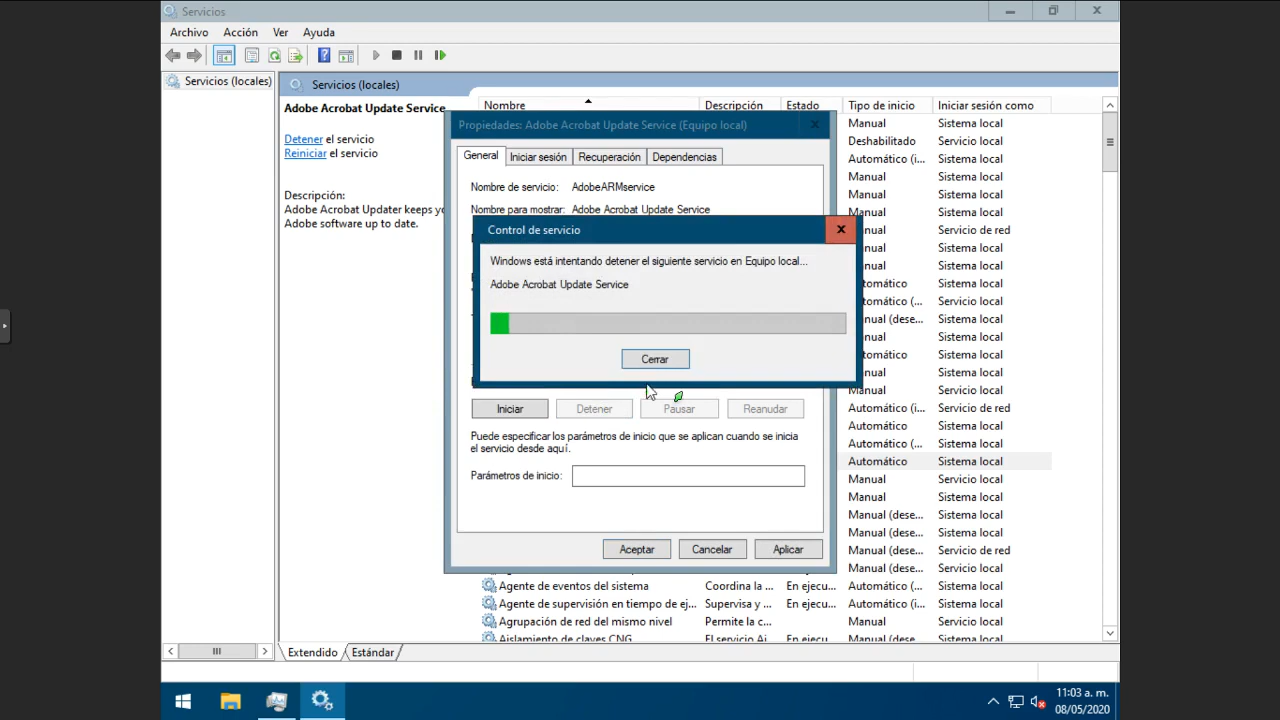 Servicios
Archivo Acción Ver Ayuda
Servicios (locales)
Servicios (locales)
Adobe Acrobat Update Service
Detener el servicio
Reiniciar el servicio
Descripción:
Adobe Acrobat Updater keeps
Adobe software up to date.
Nombre Descripción Estado Tipo de inicio Iniciar sesión como
Manual Sistema local
Deshabilitado Sistema local
Automático (i... Sistema local
Manual Sistema local
Manual Sistema local
Manual Sistema local
Manual Servicio de red
Sistema local
Sistema local
Sistema local
Servicio local
Servicio local
Sistema local
Sistema local
Sistema local
Servicio local
Automático (i... Servicio de red
Automático Sistema local
Automático (... Sistema local
Automático Sistema local
Manual Servicio local
Manual (dese... Sistema local
Manual (dese... Sistema local
Manual (dese... Servicio de red
Manual (dese... Sistema local
Agente de eventos del sistema Coordina la ... En ejecu... Automático (... Sistema local
Agente de supervisión en tiempo de ej... Supervisa y ... En ejecu... Automático (i... Sistema local
Agrupación de red del mismo nivel Permite la c... Manual Servicio local
Aislamiento de claves CNG El servicio Ai... En ejecu... Manual (dese... Sistema local
Propiedades: Adobe Acrobat Update Service (Equipo local)
General Iniciar sesión Recuperación Dependencias
Nombre de servicio: AdobeARMservice
Nombre para mostrar: Adobe Acrobat Update Service
Control de servicio
Windows está intentando detener el siguiente servicio en Equipo local...
Adobe Acrobat Update Service
Cerrar
Iniciar Detener Pausar Reanudar
Puede especificar los parámetros de inicio que se aplican cuando se inicia
el servicio desde aquí.
Parámetros de inicio:
Aceptar Cancelar Aplicar
Extendido Estándar
11:03 a. m.
08/05/2020